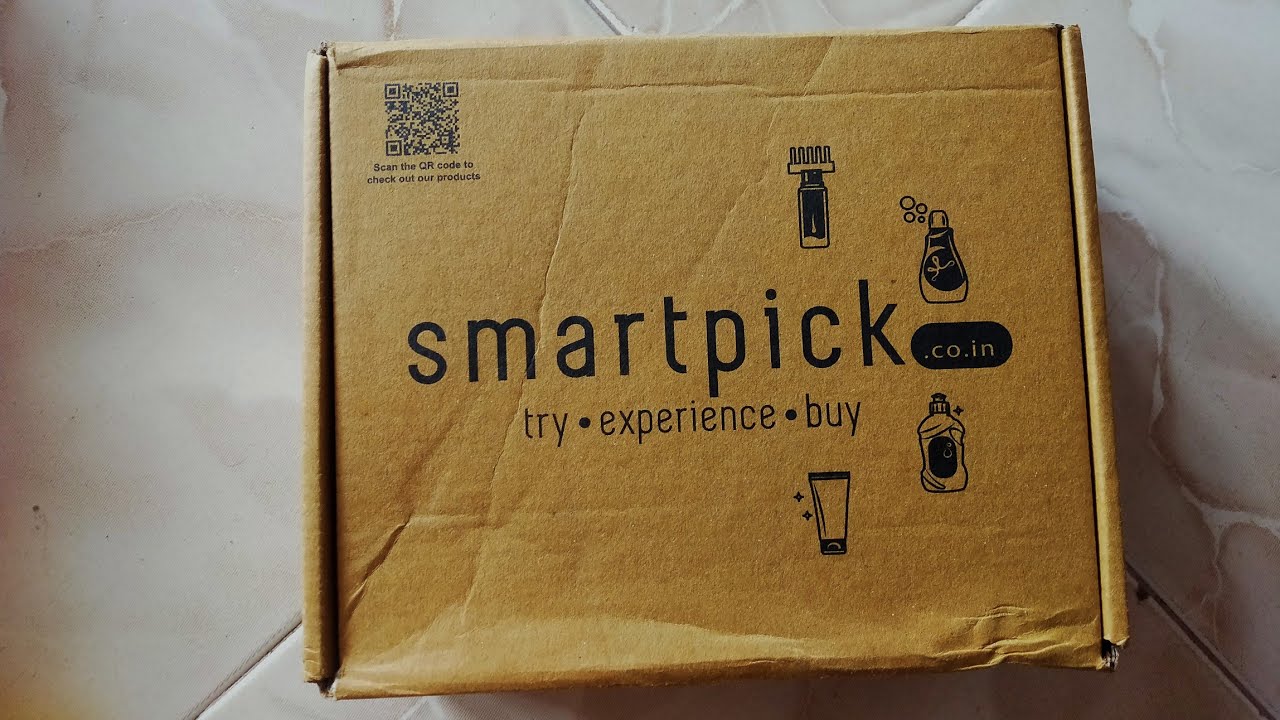 Scan the QR code to
check out our products
smartpick.co.in
try • experience • buy